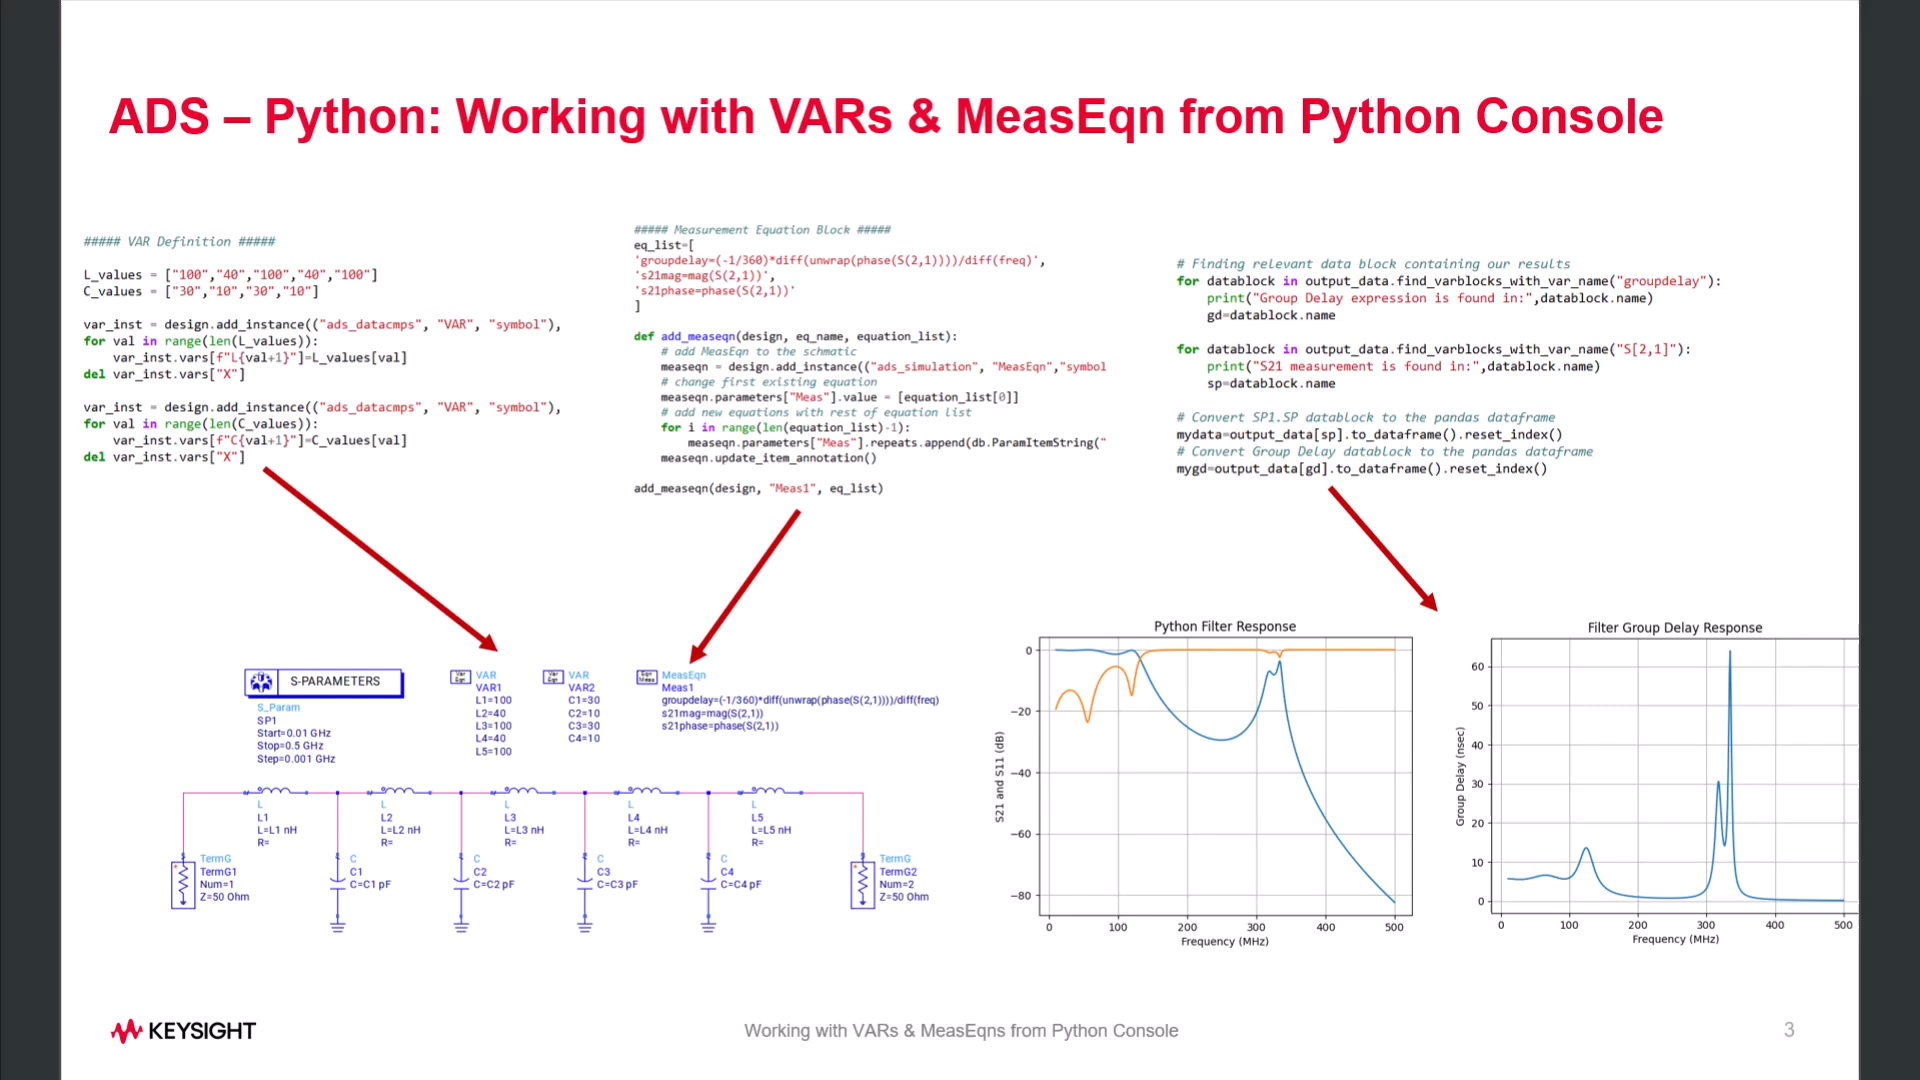 ADS – Python: Working with VARs & MeasEqn from Python Console
##### VAR Definition #####
L_values = ["100","40","100","40","100"]
C_values = ["30","10","30","10"]
var_inst = design.add_instance(("ads_datacmps", "VAR", "symbol"),
for val in range(len(L_values)):
var_inst.vars[f"L{val+1}"]=L_values[val]
del var_inst.vars["X"]
var_inst = design.add_instance(("ads_datacmps", "VAR", "symbol"),
for val in range(len(C_values)):
var_inst.vars[f"C{val+1}"]=C_values[val]
del var_inst.vars["X"]
##### Measurement Equation Block #####
eq_list=[
'groupdelay=(-1/360)*diff(unwrap(phase(S(2,1))))/diff(freq)',
's21mag=mag(S(2,1))',
's21phase=phase(S(2,1))'
]
def add_measeqn(design, eq_name, equation_list):
# add MeasEqn to the schmatic
measeqn = design.add_instance(("ads_simulation", "MeasEqn","symbol
# change first existing equation
measeqn.parameters["Meas"].value = [equation_list[0]]
# add new equations with rest of equation list
for i in range(len(equation_list)-1):
measeqn.parameters["Meas"].repeats.append(db.ParamItemString("
measeqn.update_item_annotation()
add_measeqn(design, "Meas1", eq_list)
# Finding relevant data block containing our results
for datablock in output_data.find_varblocks_with_var_name("groupdelay"):
print("Group Delay expression is found in:",datablock.name)
gd=datablock.name
for datablock in output_data.find_varblocks_with_var_name("S[2,1]"):
print("S21 measurement is found in:",datablock.name)
sp=datablock.name
# Convert SP1.SP datablock to the pandas dataframe
mydata=output_data[sp].to_dataframe().reset_index()
# Convert Group Delay datablock to the pandas dataframe
mygd=output_data[gd].to_dataframe().reset_index()
S-PARAMETERS
S_Param
SP1
Start=0.01 GHz
Stop=0.5 GHz
Step=0.001 GHz
Var
Eqn
VAR
VAR1
L1=100
L2=40
L3=100
L4=40
L5=100
Var
Eqn
VAR
VAR2
C1=30
C2=10
C3=30
C4=10
Eqn
Meas
MeasEqn
Meas1
groupdelay=(-1/360)*diff(unwrap(phase(S(2,1))))/diff(freq)
s21mag=mag(S(2,1))
s21phase=phase(S(2,1))
L
L1
L=L1 nH
R=
L
L2
L=L2 nH
R=
L
L3
L=L3 nH
R=
L
L4
L=L4 nH
R=
L
L5
L=L5 nH
R=
TermG
TermG1
Num=1
Z=50 Ohm
C
C1
C=C1 pF
C
C2
C=C2 pF
C
C3
C=C3 pF
C
C4
C=C4 pF
TermG
TermG2
Num=2
Z=50 Ohm
Python Filter Response
S21 and S11 (dB)
0
−20
−40
−60
−80
0 100 200 300 400 500
Frequency (MHz)
Filter Group Delay Response
Group Delay (nsec)
60
50
40
30
20
10
0
0 100 200 300 400 500
Frequency (MHz)
KEYSIGHT
Working with VARs & MeasEqns from Python Console
3